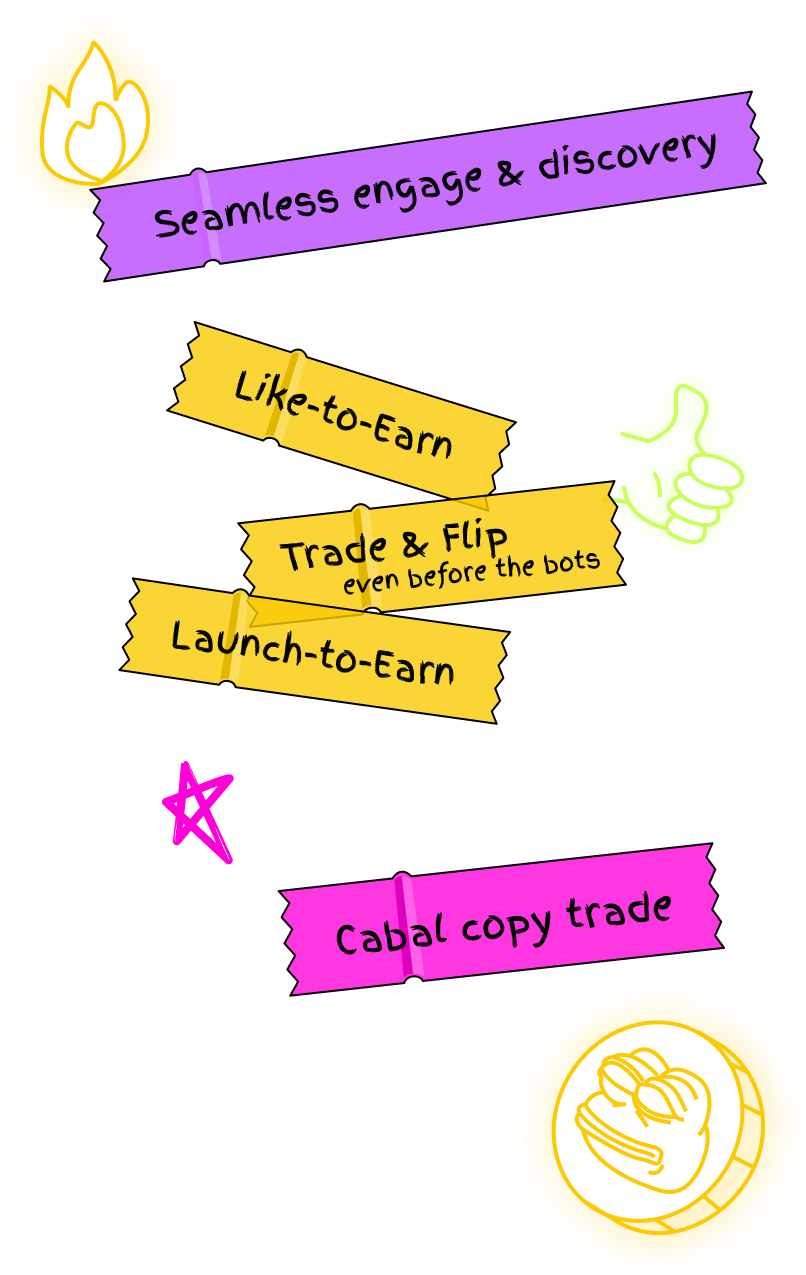 Seamless engage & discovery
Like-to-Earn
Trade & Flip
even before the bots
Launch-to-Earn
Cabal copy trade